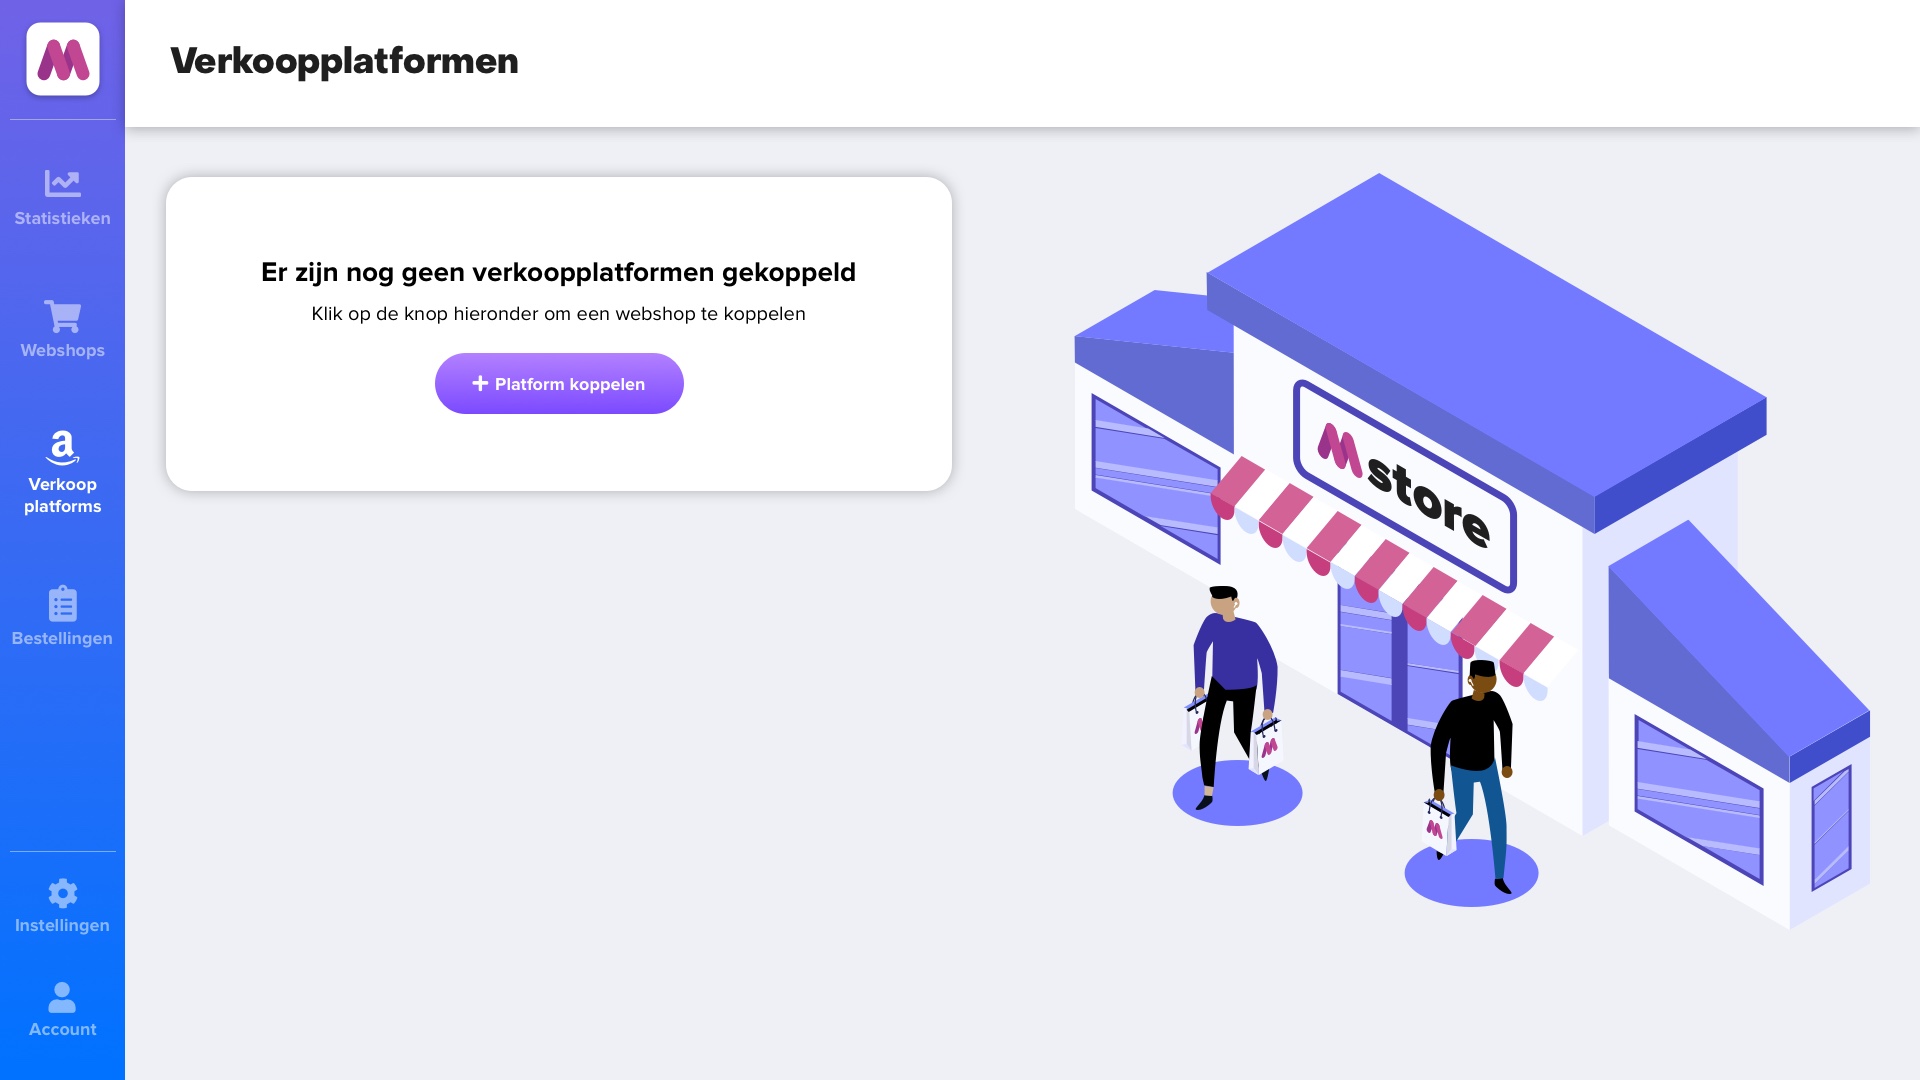 Verkoopplatformen
Statistieken
Webshops
Verkoop
platforms
Bestellingen
Instellingen
Account
Er zijn nog geen verkoopplatformen gekoppeld
Klik op de knop hieronder om een webshop te koppelen
+ Platform koppelen
M store